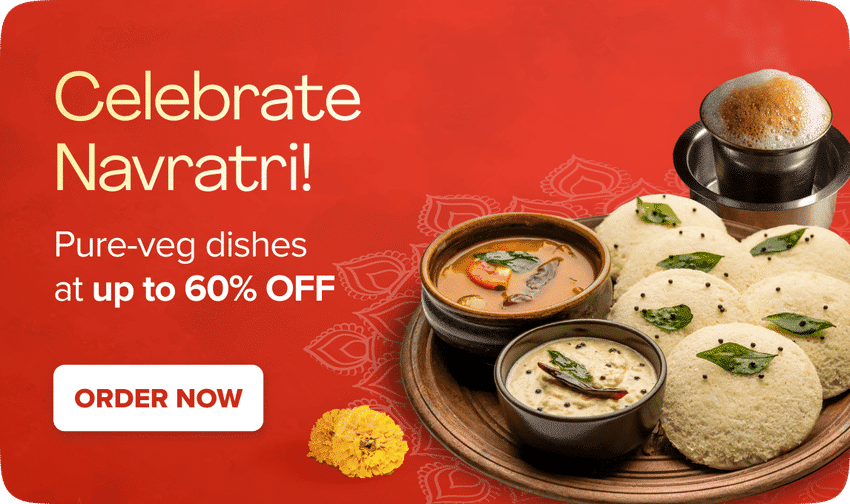 Celebrate
Navratri!
Pure-veg dishes
at up to 60% OFF
ORDER NOW